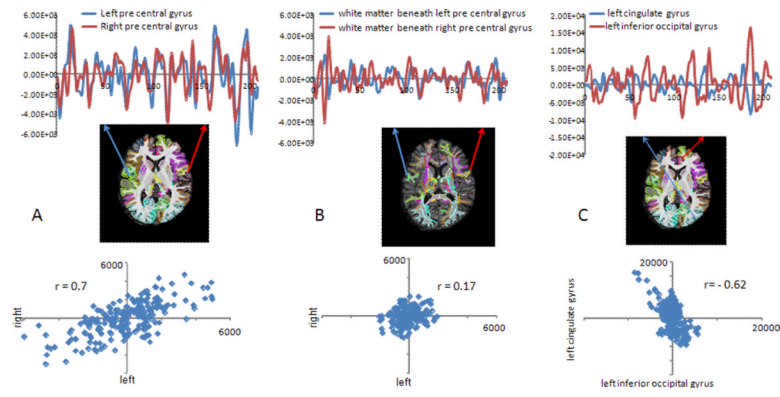 Left pre central gyrus
Right pre central gyrus
6.00E+03
4.00E+03
2.00E+03
0.00E+00
-2.00E+03
-4.00E+03
-6.00E+03
0 50 100 150 200
A
6000
r = 0.7
right
6000
left
white matter beneath left pre central gyrus
white matter beneath right pre central gyrus
6.00E+03
4.00E+03
2.00E+03
0.00E+00
-2.00E+03
-4.00E+03
-6.00E+03
0 50 100 150 200
B
6000
r = 0.17
right
6000
left
left cingulate gyrus
left inferior occipital gyrus
2.00E+04
1.50E+04
1.00E+04
5.00E+03
0.00E+00
-5.00E+03
-1.00E+04
-1.50E+04
-2.00E+04
0 50 100 150 200
C
20000
r= - 0.62
left cingulate gyrus
20000
left inferior occipital gyrus